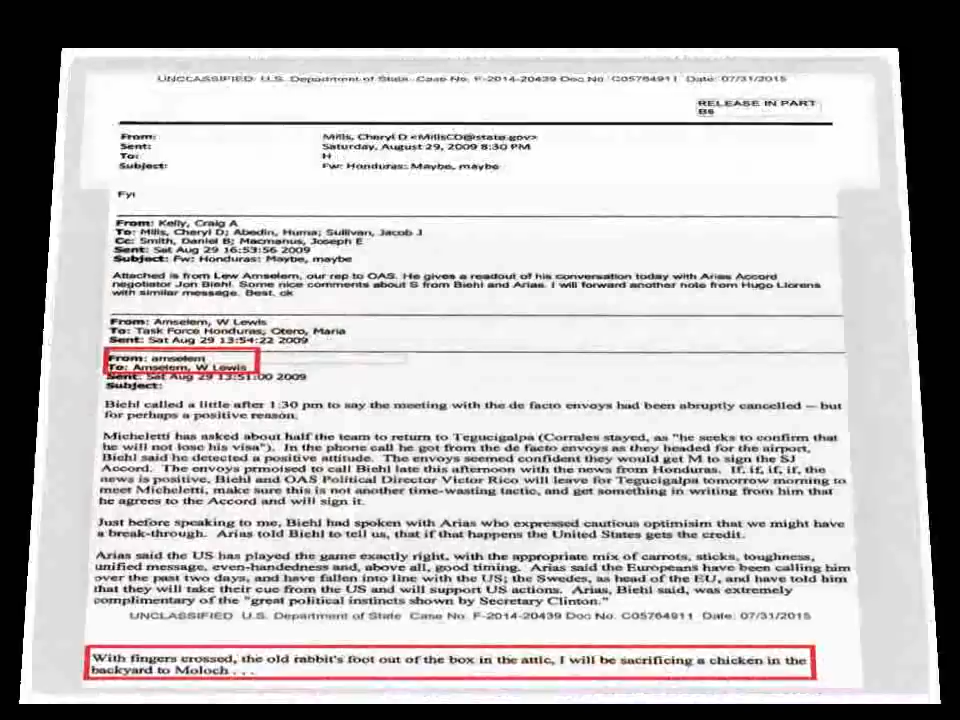 UNCLASSIFIED U.S. Department of State Case No. F-2014-20439 Doc No. C05764911 Date: 07/31/2015
RELEASE IN PART
B6
From: Mills, Cheryl D <MillsCD@state.gov>
Sent: Saturday, August 29, 2009 8:30 PM
To: H
Subject: Fw: Honduras: Maybe, maybe
Fyi
From: Kelly, Craig A
To: Mills, Cheryl D; Abedin, Huma; Sullivan, Jacob J
Cc: Smith, Daniel B; Macmanus, Joseph E
Sent: Sat Aug 29 16:53:56 2009
Subject: Fw: Honduras: Maybe, maybe
Attached is from Lew Amselem, our rep to OAS. He gives a readout of his conversation today with Arias Accord
negotiator Jon Biehl. Some nice comments about S from Biehl and Arias. I will forward another note from Hugo Llorens
with similar message. Best, ck
From: Amselem, W Lewis
To: Task Force Honduras; Otero, Maria
Sent: Sat Aug 29 13:54:22 2009
From: amselem
To: Amselem, W Lewis
Sent: Sat Aug 29 13:51:00 2009
Subject:
Biehl called a little after 1:30 pm to say the meeting with the de facto envoys had been abruptly cancelled -- but
for perhaps a positive reason.
Micheletti has asked about half the team to return to Tegucigalpa (Corrales stayed, as "he seeks to confirm that
he will not lose his visa"). In the phone call he got from the de facto envoys as they headed for the airport,
Biehl said he detected a positive attitude. The envoys seemed confident they would get M to sign the SJ
Accord. The envoys prmoised to call Biehl late this afternoon with the news from Honduras. If, if, if, if, the
news is positive, Biehl and OAS Political Director Victor Rico will leave for Tegucigalpa tomorrow morning to
meet Micheletti, make sure this is not another time-wasting tactic, and get something in writing from him that
he agrees to the Accord and will sign it.
Just before speaking to me, Biehl had spoken with Arias who expressed cautious optimisim that we might have
a break-through. Arias told Biehl to tell us, that if that happens the United States gets the credit.
Arias said the US has played the game exactly right, with the appropriate mix of carrots, sticks, toughness,
unified message, even-handedness and, above all, good timing. Arias said the Europeans have been calling him
over the past two days, and have fallen into line with the US; the Swedes, as head of the EU, and have told him
that they will take their cue from the US and will support US actions. Arias, Biehl said, was extremely
complimentary of the "great political instincts shown by Secretary Clinton."
UNCLASSIFIED U.S. Department of State Case No. F-2014-20439 Doc No. C05764911 Date: 07/31/2015
With fingers crossed, the old rabbit's foot out of the box in the attic, I will be sacrificing a chicken in the
backyard to Moloch . . .